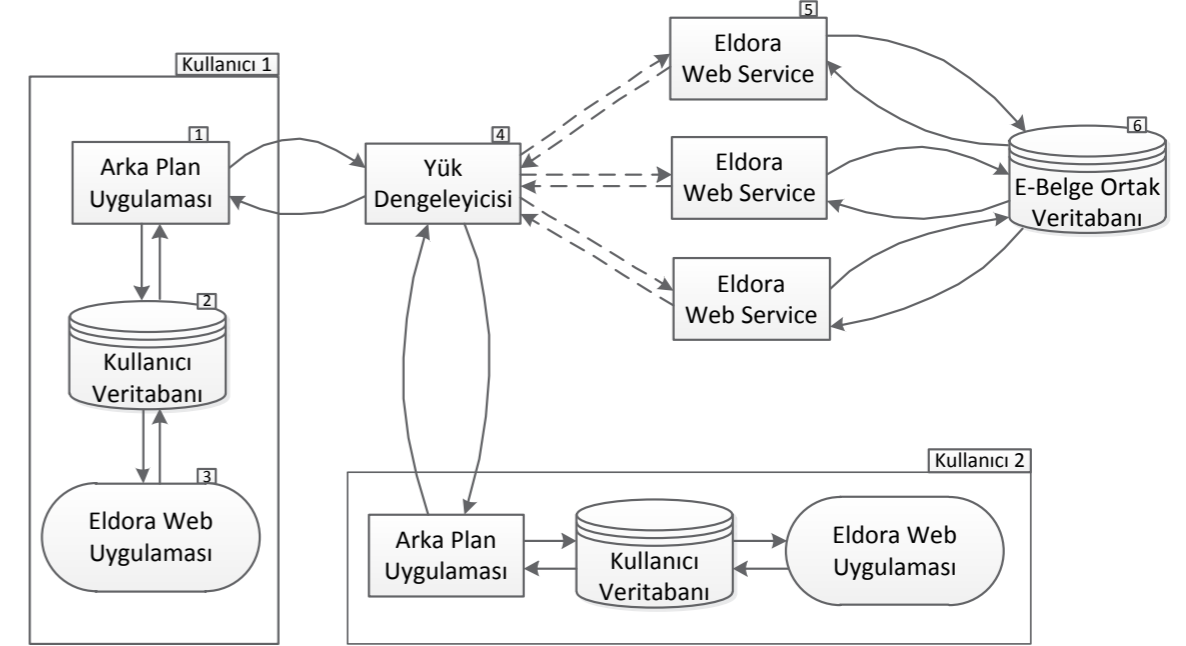 Kullanıcı 1
1
Arka Plan
Uygulaması
2
Kullanıcı
Veritabanı
3
Eldora Web
Uygulaması
4
Yük
Dengeleyicisi
5
Eldora
Web Service
Eldora
Web Service
Eldora
Web Service
6
E-Belge Ortak
Veritabanı
Kullanıcı 2
Arka Plan
Uygulaması
Kullanıcı
Veritabanı
Eldora Web
Uygulaması